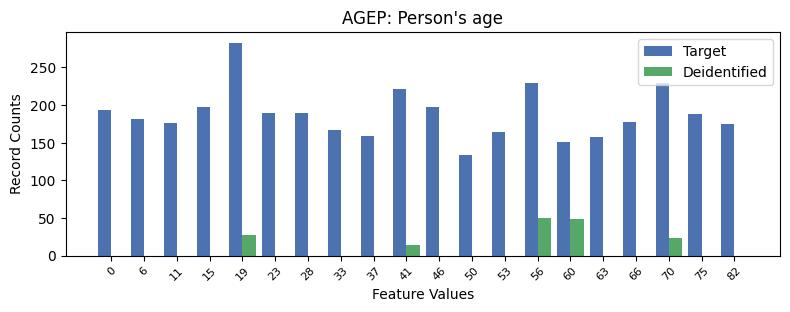 AGEP: Person's age
Record Counts
250
200
150
100
50
0
Target
Deidentified
0 6 11 15 19 23 28 33 37 41 46 50 53 56 60 63 66 70 75 82
Feature Values